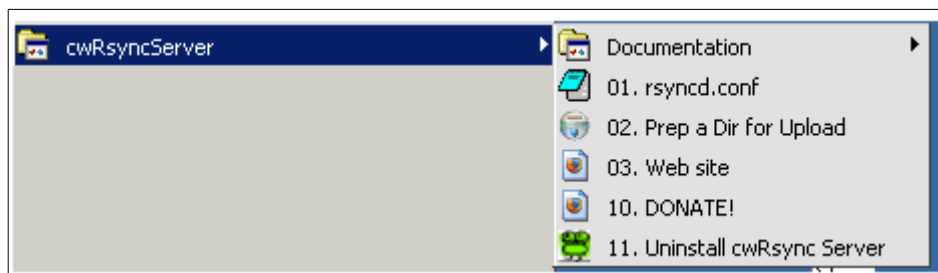 cwRsyncServer
Documentation
01. rsyncd.conf
02. Prep a Dir for Upload
03. Web site
10. DONATE!
11. Uninstall cwRsync Server